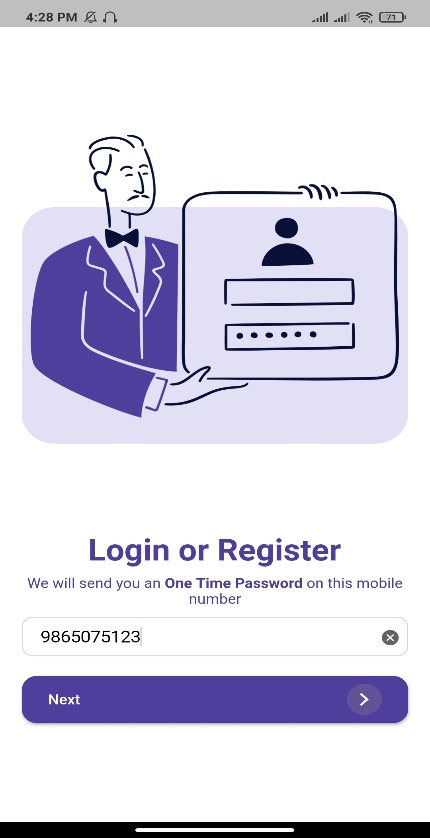 4:28 PM 71
Login or Register
We will send you an One Time Password on this mobile
number
9865075123
Next